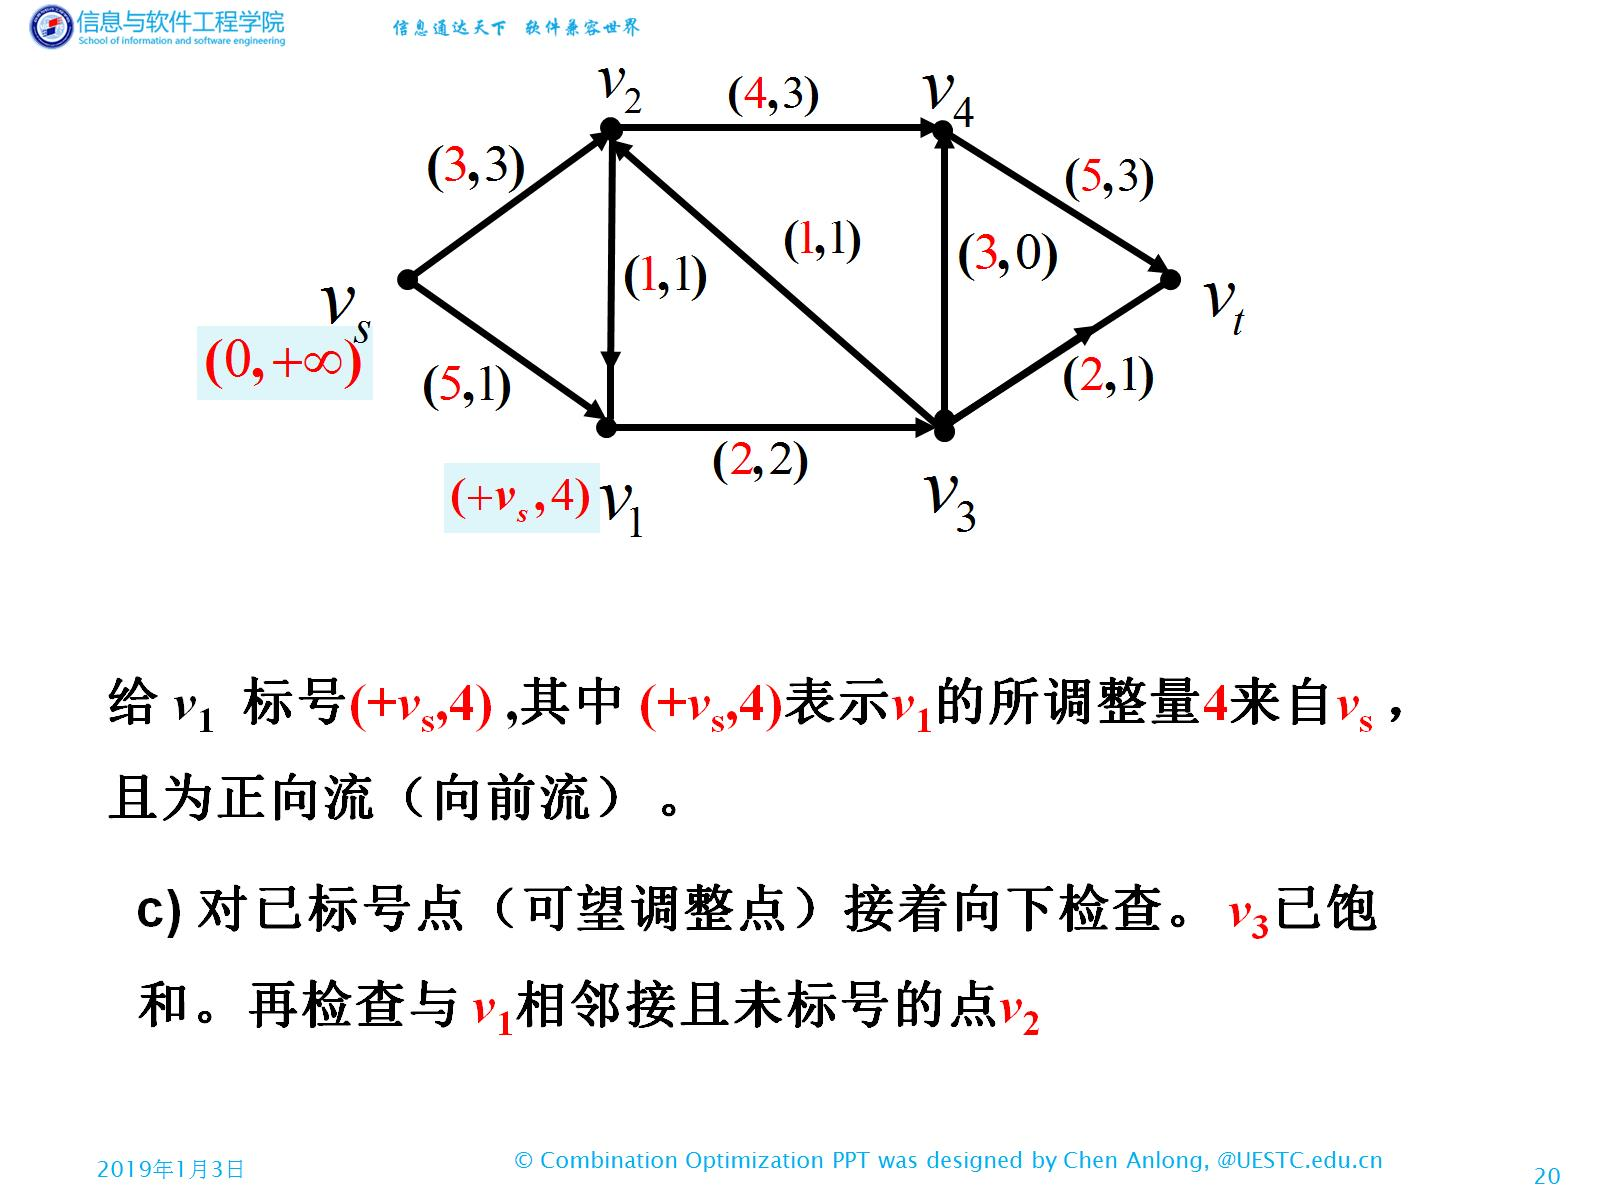 信息与软件工程学院
School of information and software engineering
信息通达天下 软件兼容世界
v2
(4,3)
v4
(3,3)
(5,3)
(1,1)
(1,1)
(3,0)
vs
vt
(0,+∞)
(5,1)
(2,1)
(2,2)
(+vs,4)
v1
v3
给 v1 标号(+vs,4) ,其中 (+vs,4)表示v1的所调整量4来自vs ，
且为正向流（向前流）。
c) 对已标号点（可望调整点）接着向下检查。 v3已饱
和。再检查与 v1相邻接且未标号的点v2
2019年1月3日
© Combination Optimization PPT was designed by Chen Anlong, @UESTC.edu.cn
20